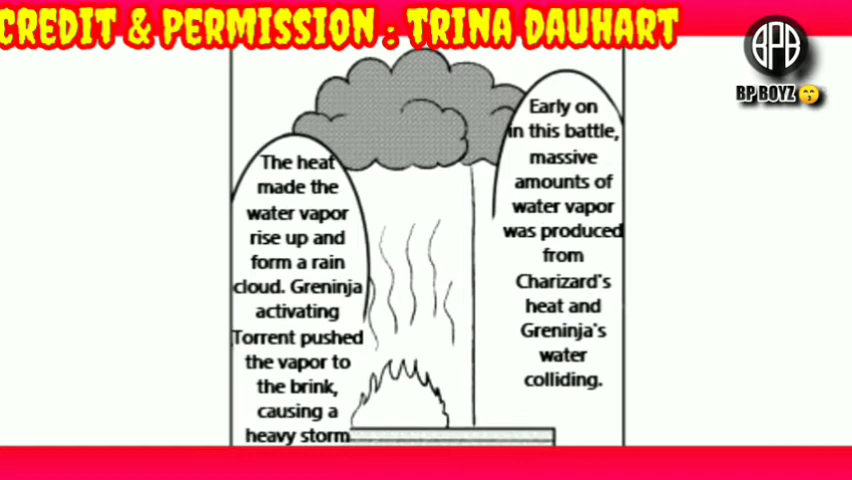 CREDIT & PERMISSION : TRINA DAUHART
BPB
BP BOYZ
Early on
in this battle,
massive
amounts of
water vapor
was produced
from
Charizard's
heat and
Greninja's
water
colliding.
The heat
made the
water vapor
rise up and
form a rain
cloud. Greninja
activating
Torrent pushed
the vapor to
the brink,
causing a
heavy storm